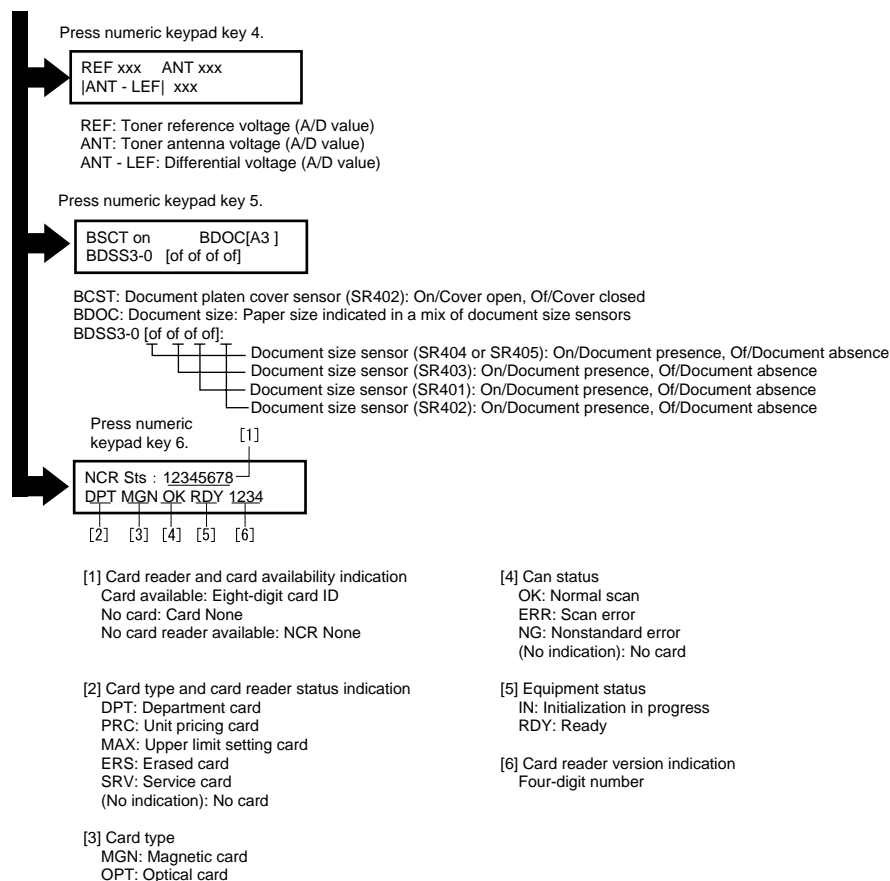 Press numeric keypad key 4.
REF xxx ANT xxx
|ANT - LEF| xxx
REF: Toner reference voltage (A/D value)
ANT: Toner antenna voltage (A/D value)
ANT - LEF: Differential voltage (A/D value)
Press numeric keypad key 5.
BSCT on BDOC[A3 ]
BDSS3-0 [of of of of]
BCST: Document platen cover sensor (SR402): On/Cover open, Of/Cover closed
BDOC: Document size: Paper size indicated in a mix of document size sensors
BDSS3-0 [of of of of]:
Document size sensor (SR404 or SR405): On/Document presence, Of/Document absence
Document size sensor (SR403): On/Document presence, Of/Document absence
Document size sensor (SR401): On/Document presence, Of/Document absence
Document size sensor (SR402): On/Document presence, Of/Document absence
Press numeric
keypad key 6.
[1]
NCR Sts : 12345678
DPT MGN OK RDY 1234
[2] [3] [4] [5] [6]
[1] Card reader and card availability indication
Card available: Eight-digit card ID
No card: Card None
No card reader available: NCR None
[2] Card type and card reader status indication
DPT: Department card
PRC: Unit pricing card
MAX: Upper limit setting card
ERS: Erased card
SRV: Service card
(No indication): No card
[3] Card type
MGN: Magnetic card
OPT: Optical card
[4] Can status
OK: Normal scan
ERR: Scan error
NG: Nonstandard error
(No indication): No card
[5] Equipment status
IN: Initialization in progress
RDY: Ready
[6] Card reader version indication
Four-digit number